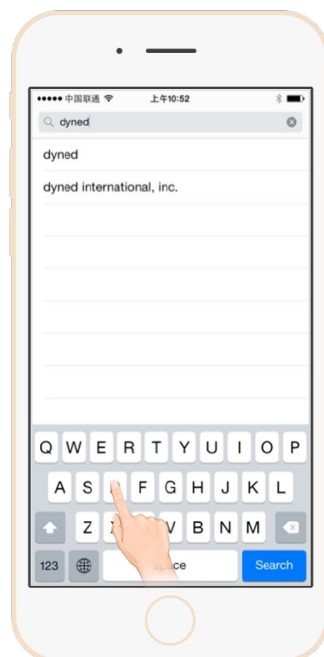 中国联通 上午10:52
dyned
dyned
dyned international, inc.
Q W E R T Y U I O P
A S F G H J K L
Z V B N M
123 Search